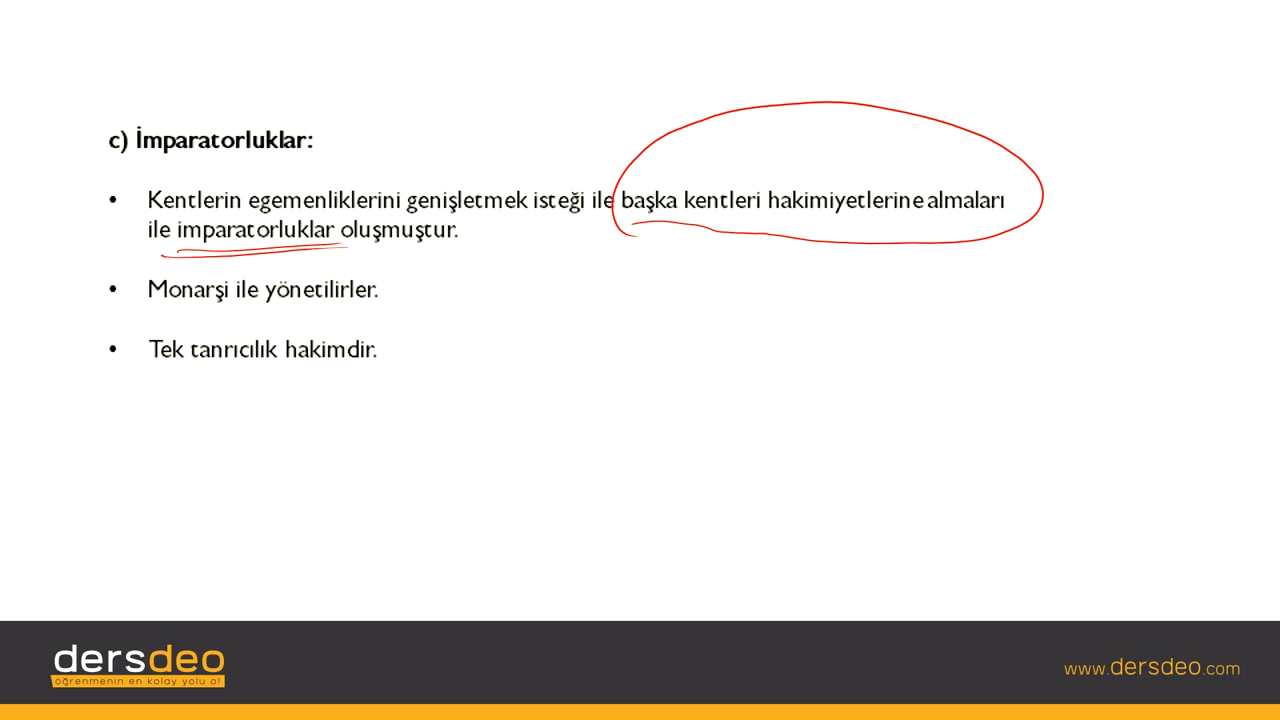 c) İmparatorluklar:
• Kentlerin egemenliklerini genişletmek isteği ile başka kentleri hakimiyetlerine almaları
ile imparatorluklar oluşmuştur.
• Monarşi ile yönetilirler.
• Tek tanrıcılık hakimdir.
dersdeo
öğrenmenin en kolay yolu o!
www.dersdeo.com